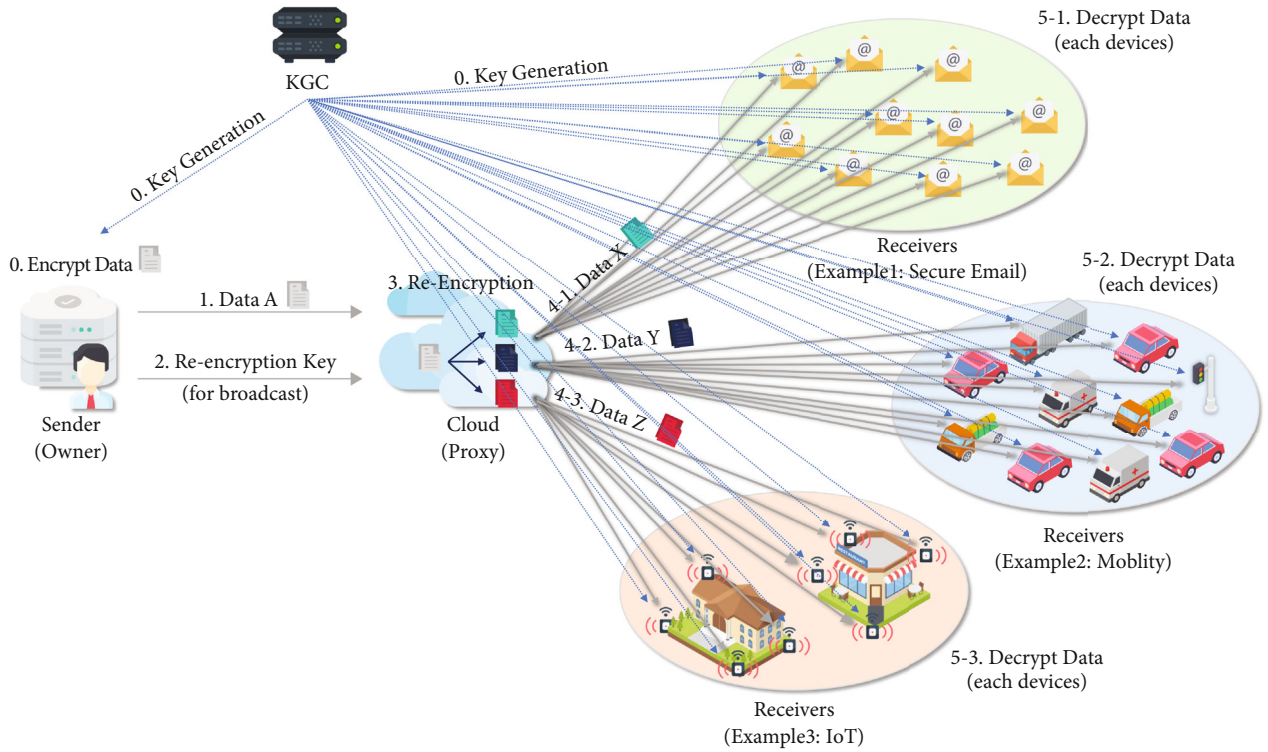 KGC
0. Key Generation
0. Key Generation
5-1. Decrypt Data
(each devices)
@
@
@
@
@
@
@
@
@
@
Receivers
(Example1: Secure Email)
0. Encrypt Data
1. Data A
2. Re-encryption Key
(for broadcast)
Sender
(Owner)
3. Re-Encryption
Cloud
(Proxy)
4-1. Data X
4-2. Data Y
4-3. Data Z
5-2. Decrypt Data
(each devices)
Receivers
(Example2: Moblity)
5-3. Decrypt Data
(each devices)
Receivers
(Example3: IoT)